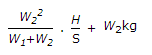 W₂² / W₁+W₂ . H / S + W₂kg